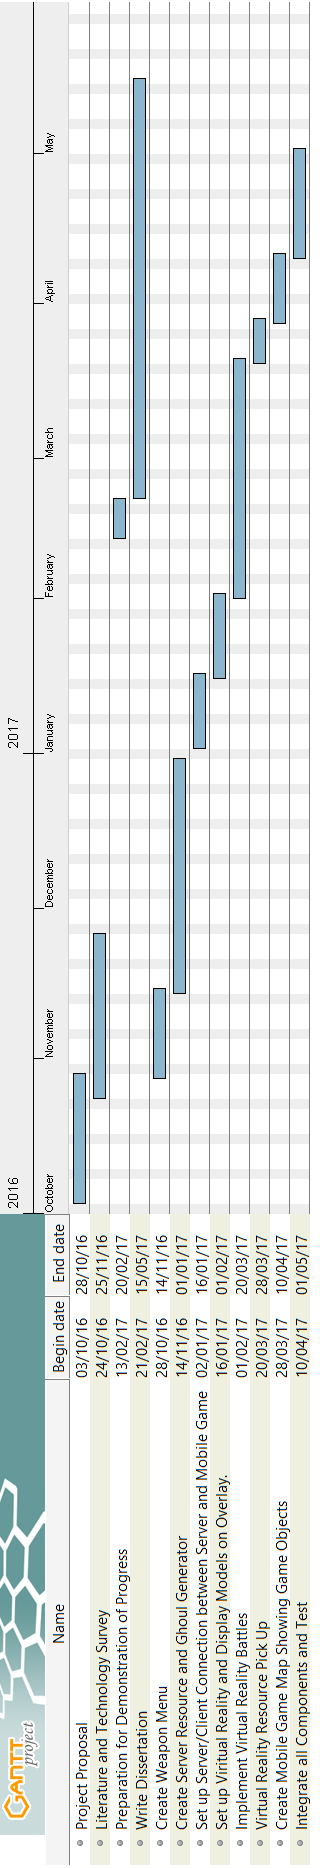 GANTT
project
2016
2017
Name
Begin date
End date
October
November
December
January
February
March
April
May
Project Proposal 03/10/16 28/10/16
Literature and Technology Survey 24/10/16 25/11/16
Preparation for Demonstration of Progress 13/02/17 20/02/17
Write Dissertation 21/02/17 15/05/17
Create Weapon Menu 28/10/16 14/11/16
Create Server Resource and Ghoul Generator 14/11/16 01/01/17
Set up Server/Client Connection between Server and Mobile Game 02/01/17 16/01/17
Set up Viritual Reality and Display Models on Overlay. 16/01/17 01/02/17
Implement Virtual Reality Battles 01/02/17 20/03/17
Virtual Reality Resource Pick Up 20/03/17 28/03/17
Create Mobile Game Map Showing Game Objects 28/03/17 10/04/17
Integrate all Components and Test 10/04/17 01/05/17